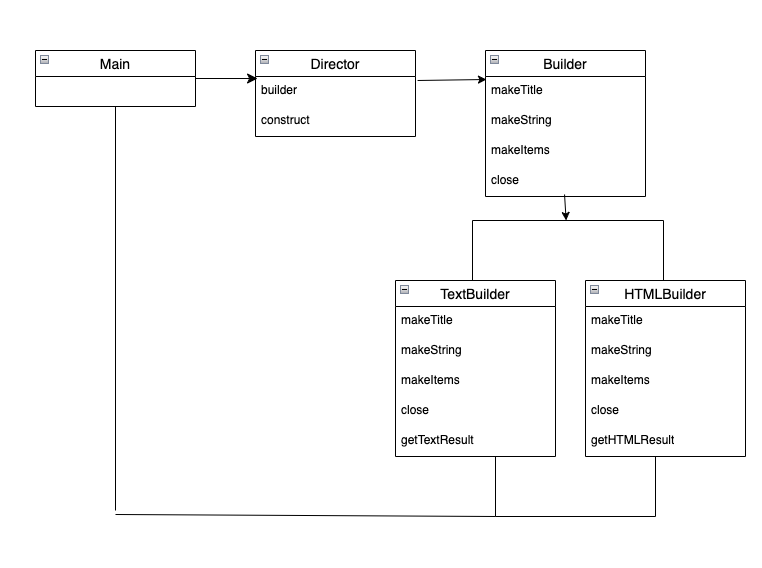 Main
Director
builder
construct
Builder
makeTitle
makeString
makeItems
close
TextBuilder
makeTitle
makeString
makeItems
close
getTextResult
HTMLBuilder
makeTitle
makeString
makeItems
close
getHTMLResult